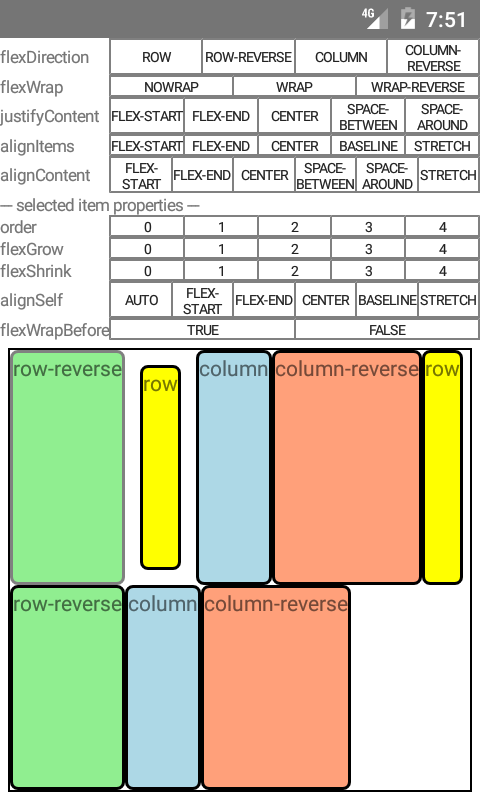 4G 7:51
flexDirection ROW ROW-REVERSE COLUMN COLUMN-
REVERSE
flexWrap NOWRAP WRAP WRAP-REVERSE
justifyContent FLEX-START FLEX-END CENTER SPACE-
BETWEEN SPACE-
AROUND
alignItems FLEX-START FLEX-END CENTER BASELINE STRETCH
alignContent FLEX-
START FLEX-END CENTER SPACE-
BETWEEN SPACE-
AROUND STRETCH
--- selected item properties ---
order 0 1 2 3 4
flexGrow 0 1 2 3 4
flexShrink 0 1 2 3 4
alignSelf AUTO FLEX-
START FLEX-END CENTER BASELINE STRETCH
flexWrapBefore TRUE FALSE
row-reverse row column column-reverse row
row-reverse column column-reverse